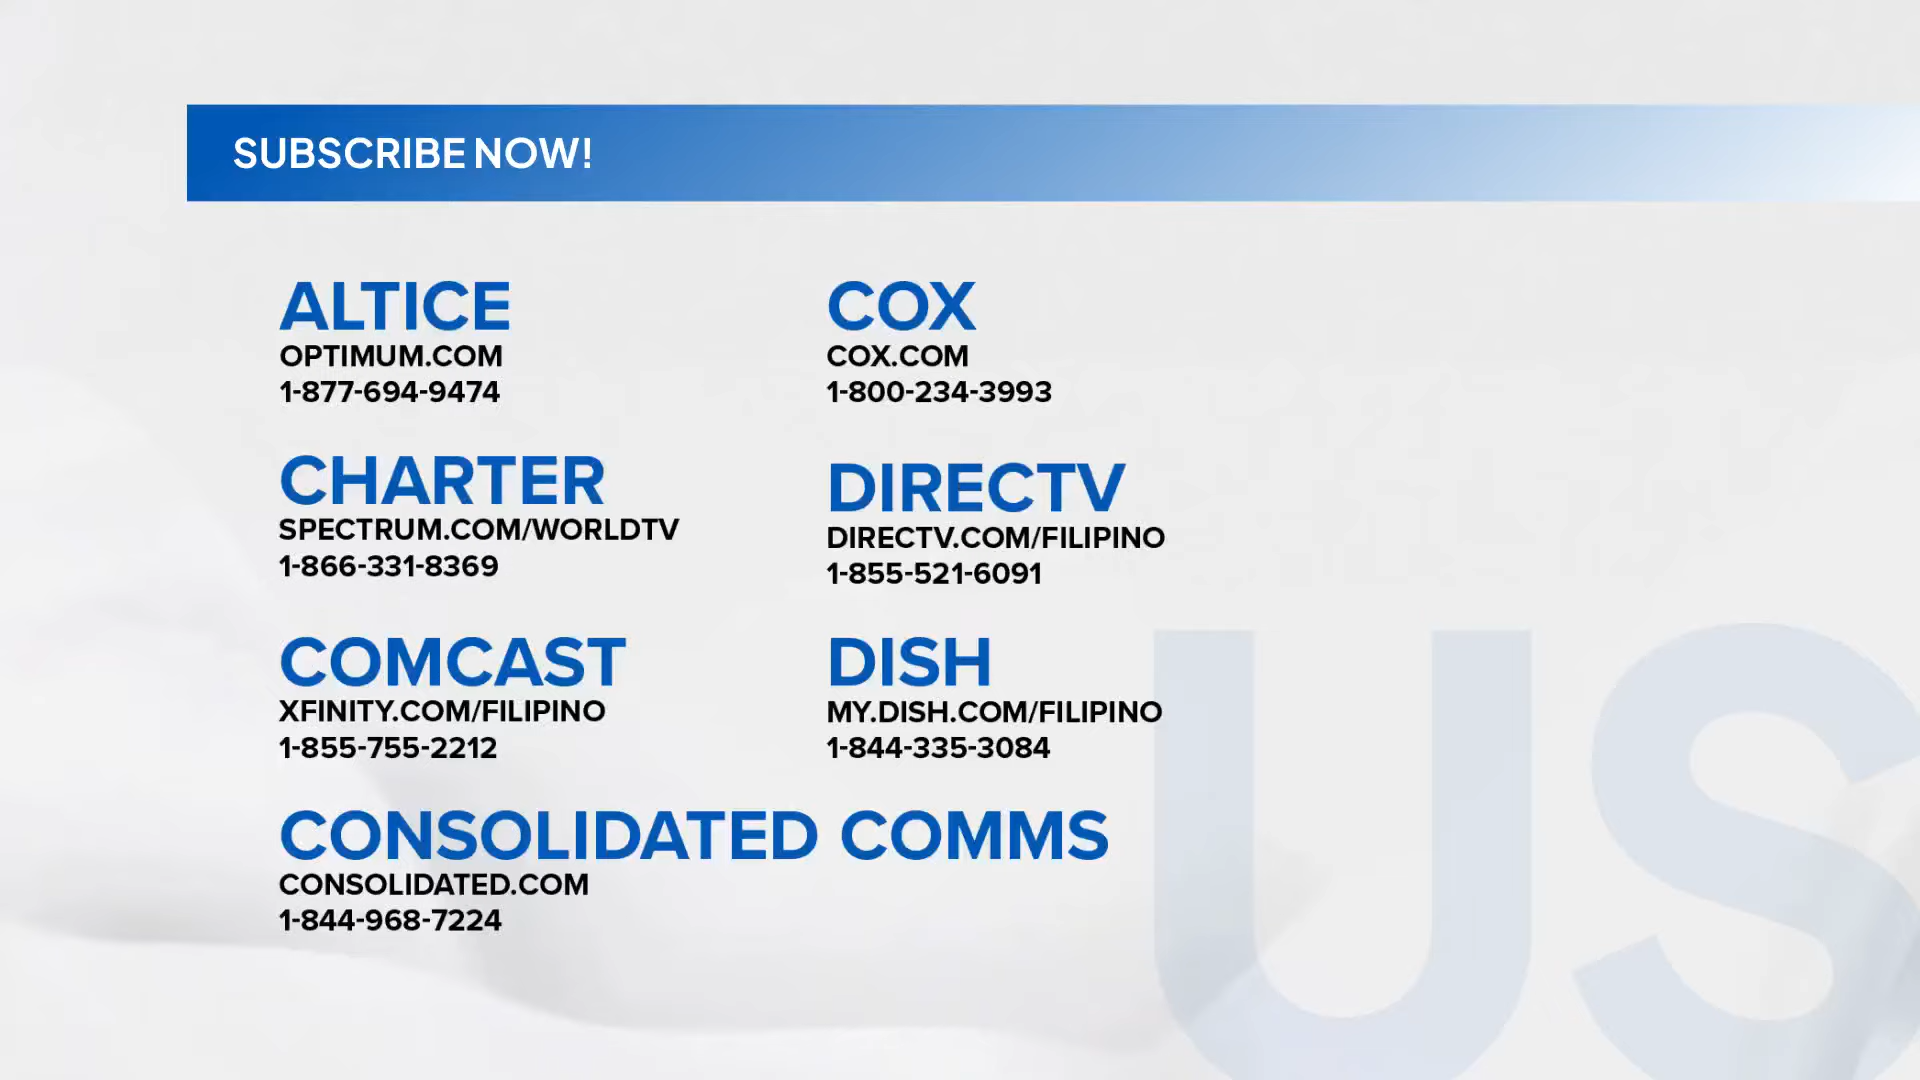 SUBSCRIBE NOW!
ALTICE
OPTIMUM.COM
1-877-694-9474
CHARTER
SPECTRUM.COM/WORLDTV
1-866-331-8369
COMCAST
XFINITY.COM/FILIPINO
1-855-755-2212
CONSOLIDATED COMMS
CONSOLIDATED.COM
1-844-968-7224
COX
COX.COM
1-800-234-3993
DIRECTV
DIRECTV.COM/FILIPINO
1-855-521-6091
DISH
MY.DISH.COM/FILIPINO
1-844-335-3084
US